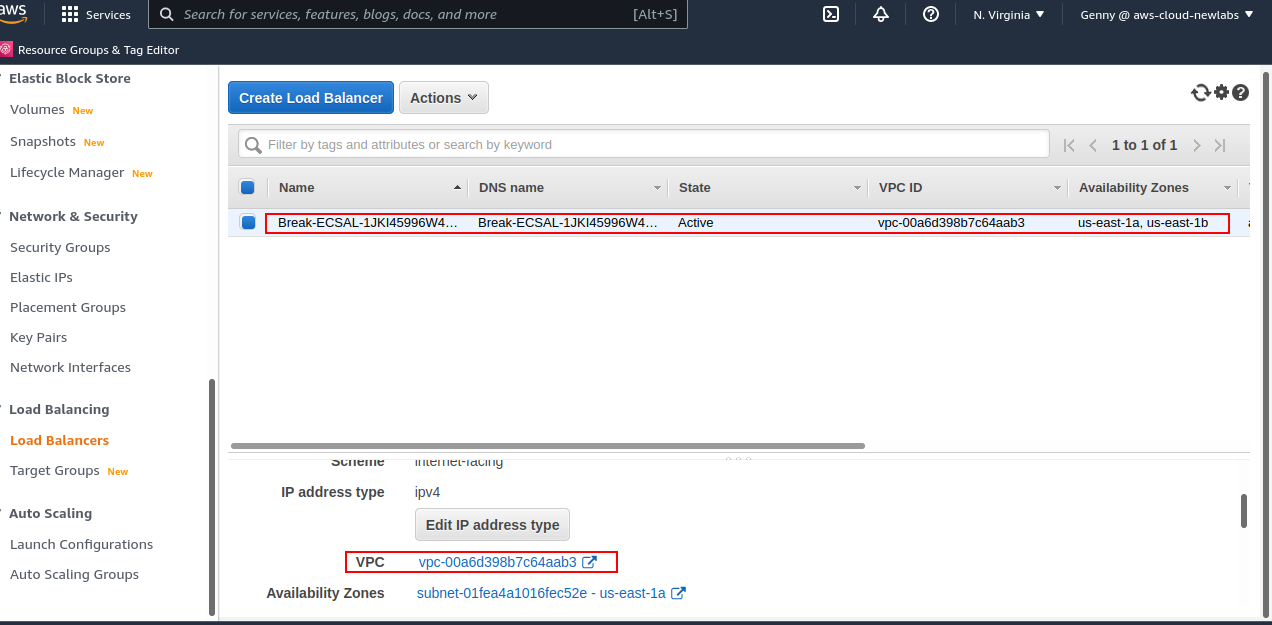 aws
Services
Search for services, features, blogs, docs, and more
[Alt+S]
N. Virginia
Genny @ aws-cloud-newlabs
Resource Groups & Tag Editor
Elastic Block Store
Volumes New
Snapshots New
Lifecycle Manager New
Network & Security
Security Groups
Elastic IPs
Placement Groups
Key Pairs
Network Interfaces
Load Balancing
Load Balancers
Target Groups New
Auto Scaling
Launch Configurations
Auto Scaling Groups
Create Load Balancer
Actions
Filter by tags and attributes or search by keyword
1 to 1 of 1
Name DNS name State VPC ID Availability Zones
Break-ECSAL-1JKI45996W4... Break-ECSAL-1JKI45996W4... Active vpc-00a6d398b7c64aab3 us-east-1a, us-east-1b
Scheme internet-facing
IP address type ipv4
Edit IP address type
VPC vpc-00a6d398b7c64aab3
Availability Zones subnet-01fea4a1016fec52e - us-east-1a